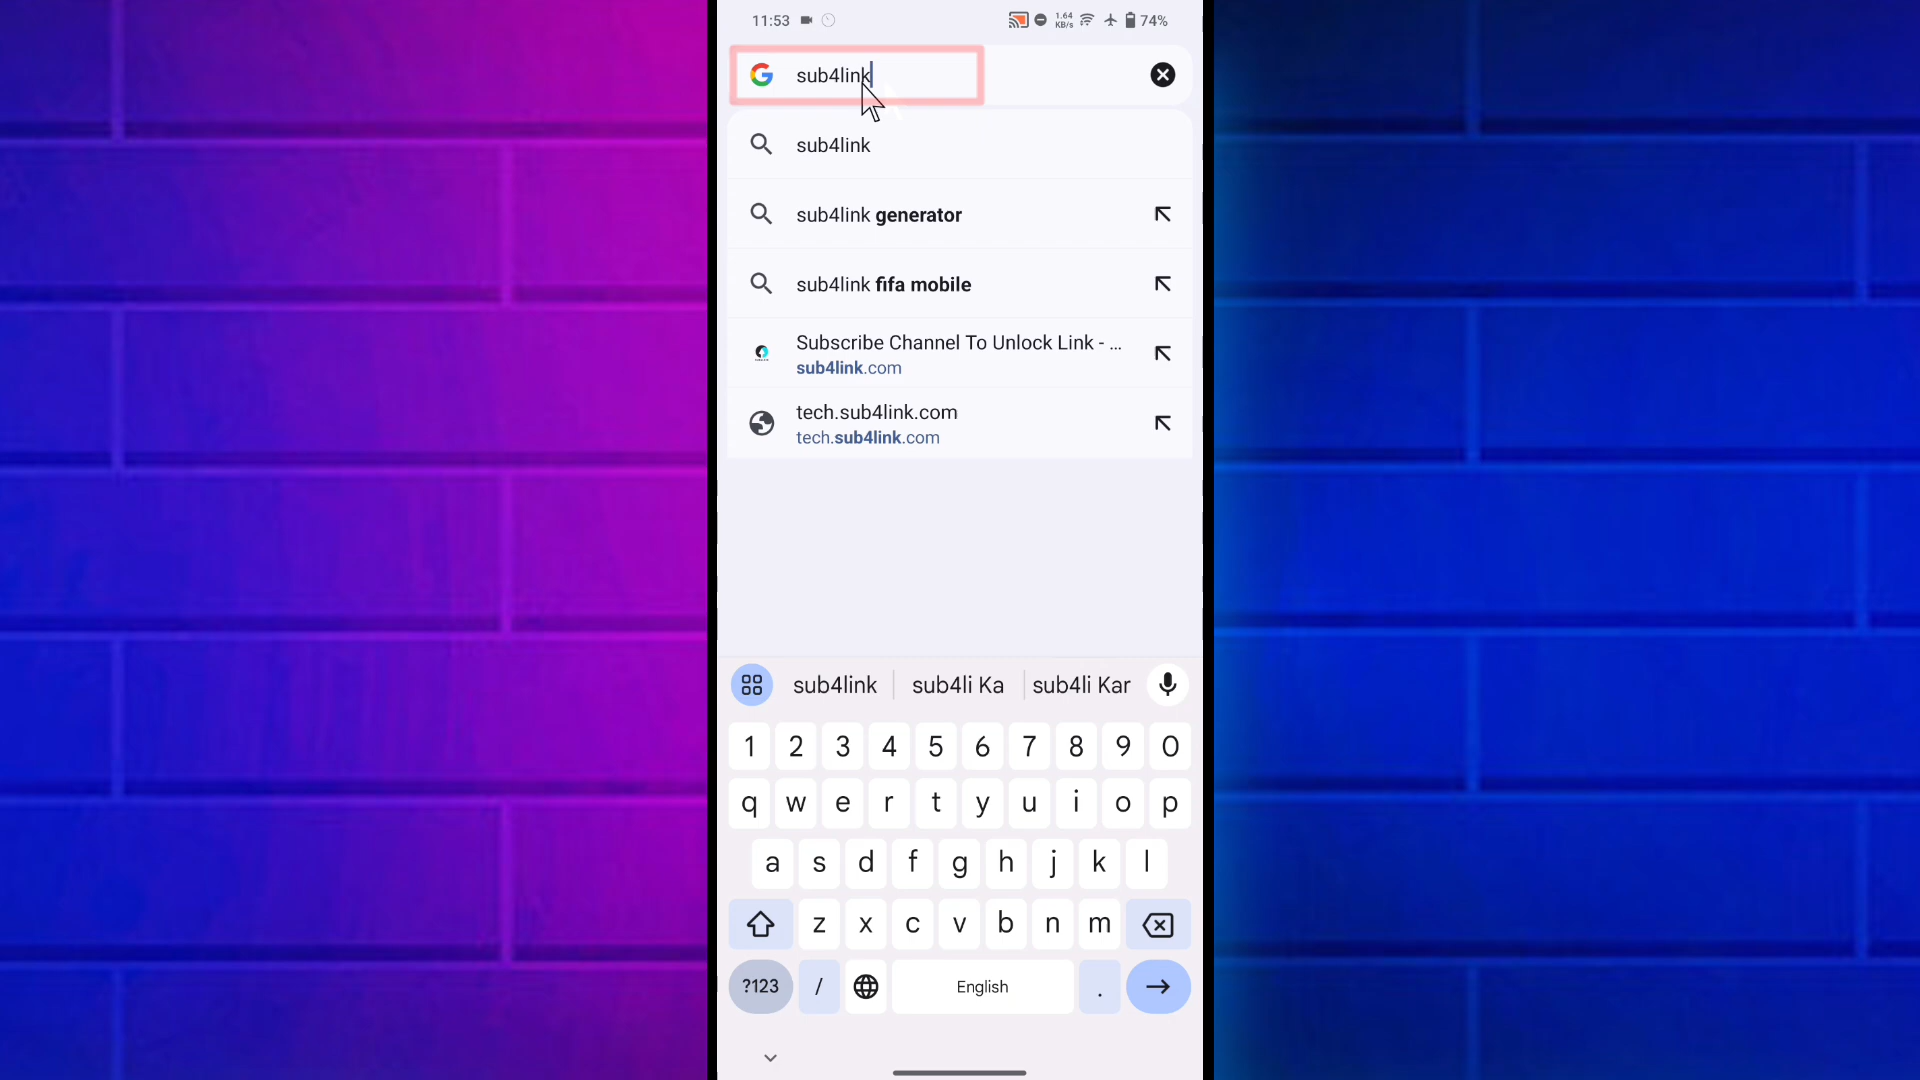 11:53 1.64 KB/s 74%
sub4link
sub4link
sub4link generator
sub4link fifa mobile
Subscribe Channel To Unlock Link - ...
sub4link.com
tech.sub4link.com
tech.sub4link.com
sub4link sub4li Ka sub4li Kar
1 2 3 4 5 6 7 8 9 0
q w e r t y u i o p
a s d f g h j k l
z x c v b n m
?123 / English .